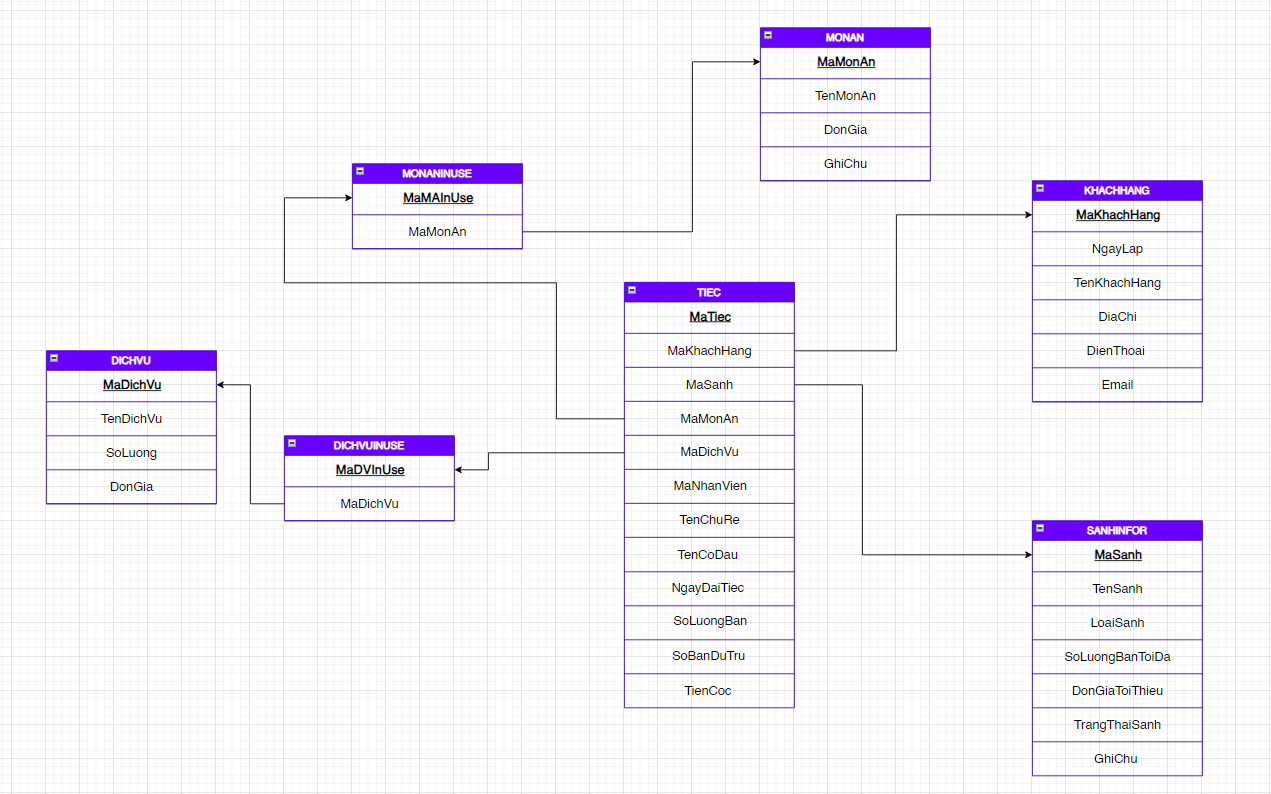 MONAN
MaMonAn
TenMonAn
DonGia
GhiChu
MONANINUSE
MaMAInUse
MaMonAn
KHACHHANG
MaKhachHang
NgayLap
TenKhachHang
DiaChi
DienThoai
Email
TIEC
MaTiec
MaKhachHang
MaSanh
MaMonAn
MaDichVu
MaNhanVien
TenChuRe
TenCoDau
NgayDaiTiec
SoLuongBan
SoBanDuTru
TienCoc
DICHVU
MaDichVu
TenDichVu
SoLuong
DonGia
DICHVUINUSE
MaDVInUse
MaDichVu
SANHINFOR
MaSanh
TenSanh
LoaiSanh
SoLuongBanToiDa
DonGiaToiThieu
TrangThaiSanh
GhiChu